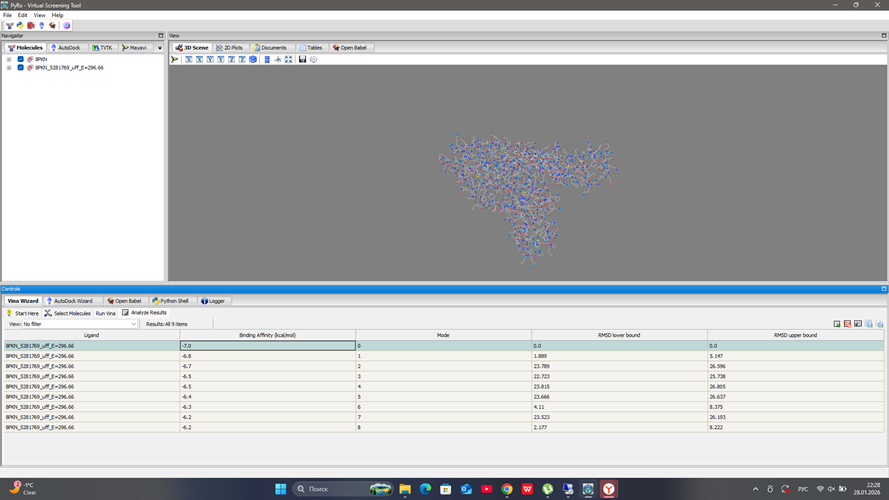 PyRx - Virtual Screening Tool
File Edit View Help
Navigator
View
Molecules AutoDock TVTK Mayavi
3D Scene 2D Plots Documents Tables Open Babel
8PKN
8PKN_5281769_uff_E=296.66
X X Y Y Z Z
Controls
Vina Wizard AutoDock Wizard Open Babel Python Shell Logger
Start Here Select Molecules Run Vina Analyze Results
View: No filter Results: All 9 items
Ligand Binding Affinity (kcal/mol) Mode RMSD lower bound RMSD upper bound
8PKN_5281769_uff_E=296.66 -7.0 0 0.0 0.0
8PKN_5281769_uff_E=296.66 -6.8 1 1.889 5.147
8PKN_5281769_uff_E=296.66 -6.7 2 23.789 26.596
8PKN_5281769_uff_E=296.66 -6.5 3 22.723 25.738
8PKN_5281769_uff_E=296.66 -6.5 4 23.815 26.805
8PKN_5281769_uff_E=296.66 -6.4 5 23.666 26.637
8PKN_5281769_uff_E=296.66 -6.3 6 4.11 8.375
8PKN_5281769_uff_E=296.66 -6.2 7 23.523 26.193
8PKN_5281769_uff_E=296.66 -6.2 8 2.177 8.222
-1°C
Clear
Поиск
РУС
22:28
28.01.2026